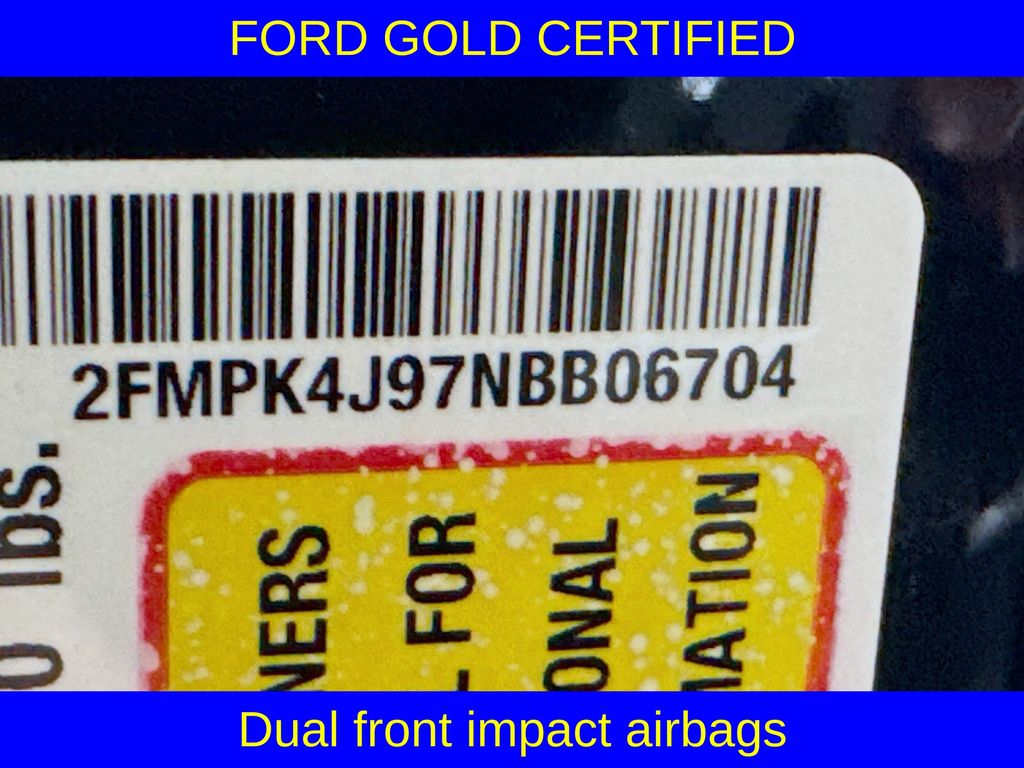 FORD GOLD CERTIFIED
2FMPK4J97NBB06704
lbs.
NERS
FOR
ONAL
MATION
Dual front impact airbags